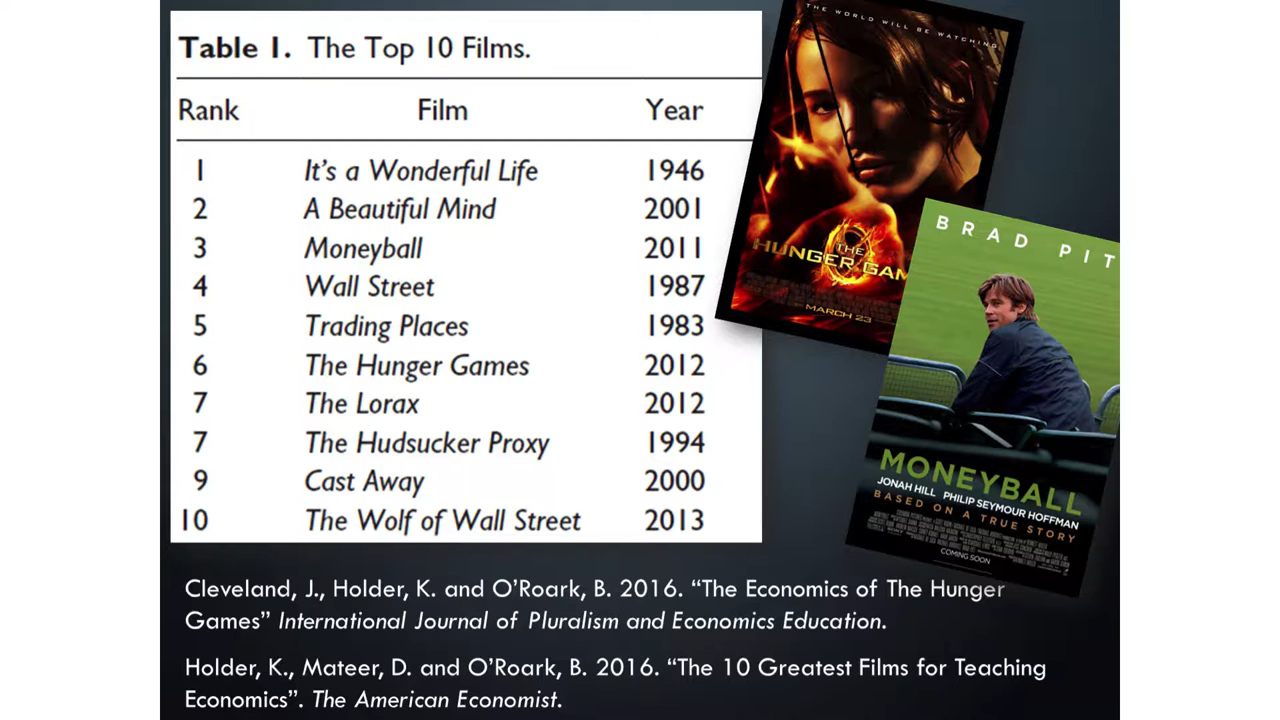 Table 1. The Top 10 Films.
Rank Film Year
1 It's a Wonderful Life 1946
2 A Beautiful Mind 2001
3 Moneyball 2011
4 Wall Street 1987
5 Trading Places 1983
6 The Hunger Games 2012
7 The Lorax 2012
7 The Hudsucker Proxy 1994
9 Cast Away 2000
10 The Wolf of Wall Street 2013
THE WORLD WILL BE WATCHING
THE
HUNGER GAM
MARCH 23
BRAD PIT
MONEYBALL
JONAH HILL PHILIP SEYMOUR HOFFMAN
BASED ON A TRUE STORY
COMING SOON
Cleveland, J., Holder, K. and O'Roark, B. 2016. “The Economics of The Hunger
Games” International Journal of Pluralism and Economics Education.
Holder, K., Mateer, D. and O'Roark, B. 2016. “The 10 Greatest Films for Teaching
Economics”. The American Economist.